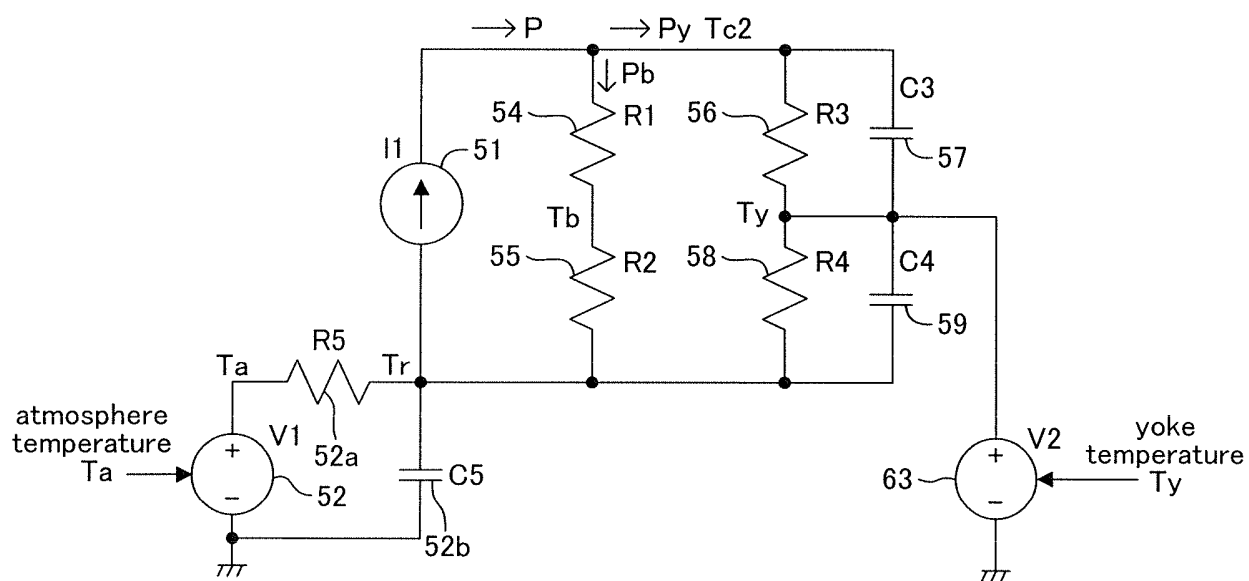 P
Py Tc2
Pb
C3
54
R1
56
R3
57
I1
51
Tb
Ty
55
R2
58
R4
C4
59
R5
Ta
Tr
atmosphere
temperature
Ta
V1
52
52a
C5
52b
63
V2
yoke
temperature
Ty
+
−
+
−